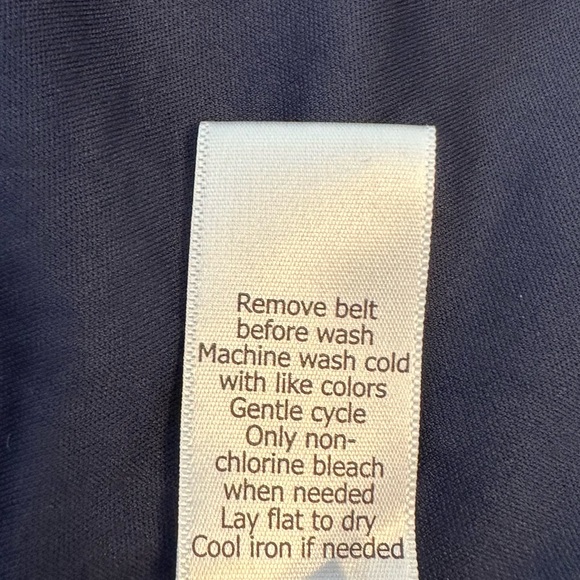 Remove belt
before wash
Machine wash cold
with like colors
Gentle cycle
Only non-
chlorine bleach
when needed
Lay flat to dry
Cool iron if needed